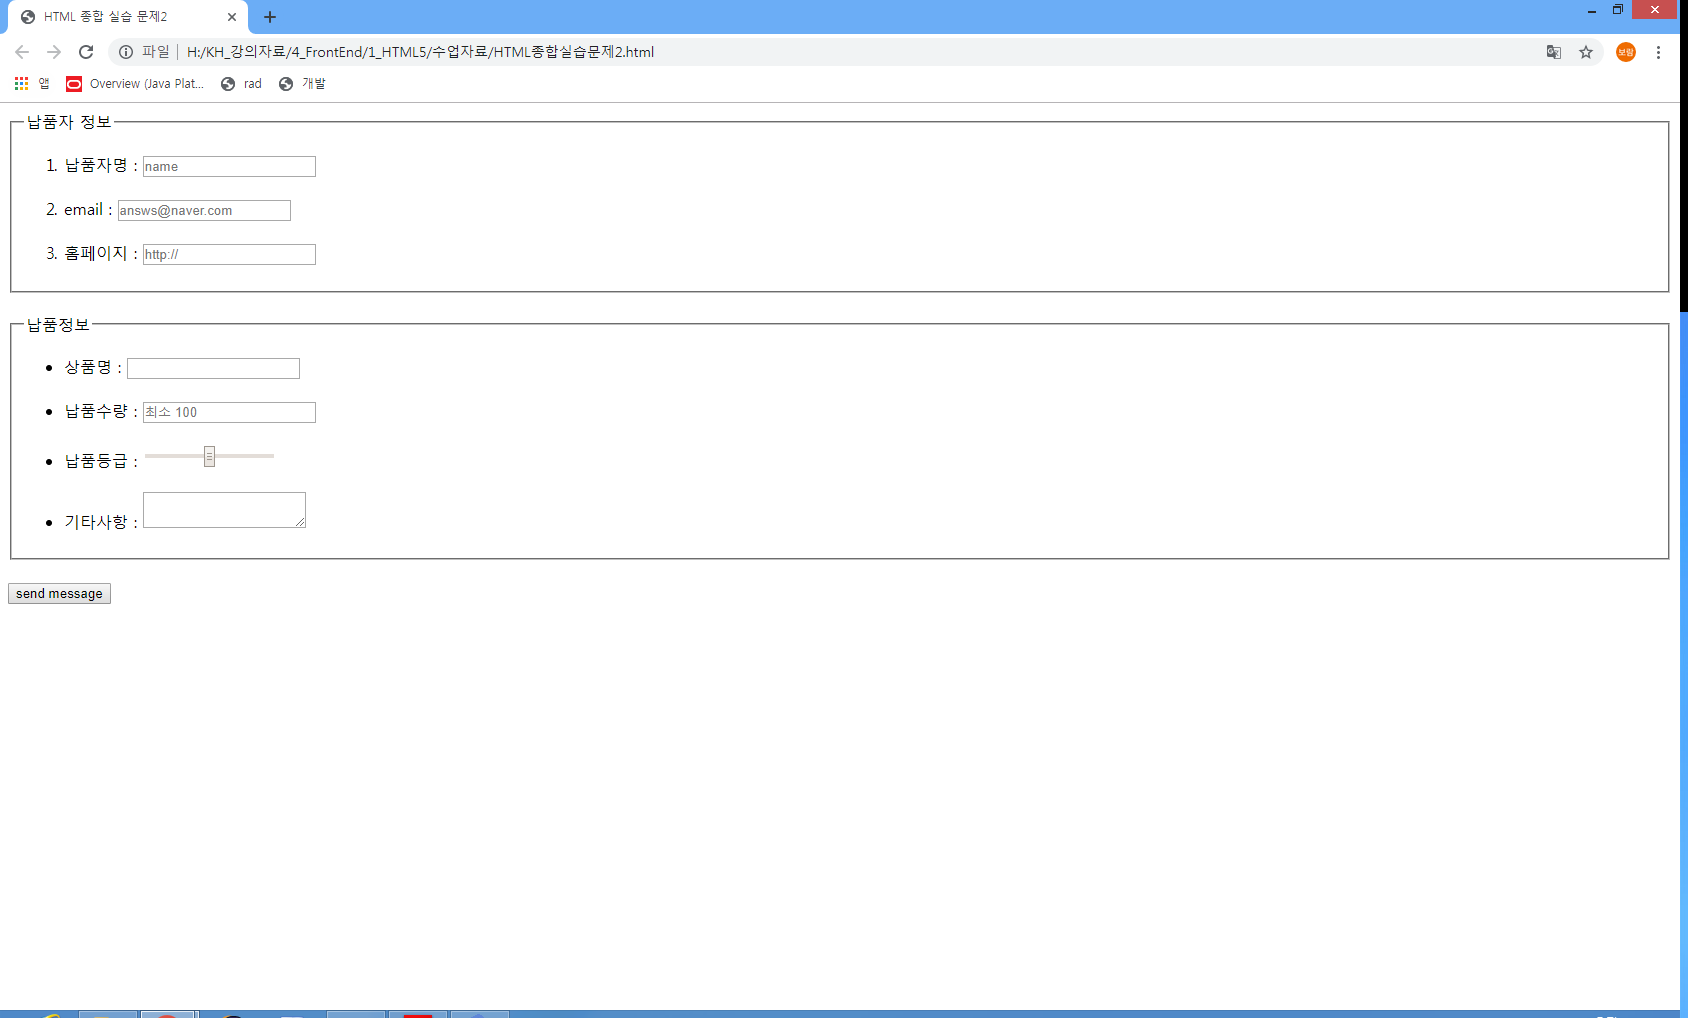 HTML 종합 실습 문제2
파일 H:/KH_강의자료/4_FrontEnd/1_HTML5/수업자료/HTML종합실습문제2.html
보람
앱 Overview (Java Plat... rad 개발
납품자 정보
1. 납품자명 : name
2. email : answs@naver.com
3. 홈페이지 : http://
납품정보
• 상품명 :
• 납품수량 : 최소 100
• 납품등급 :
• 기타사항 :
send message